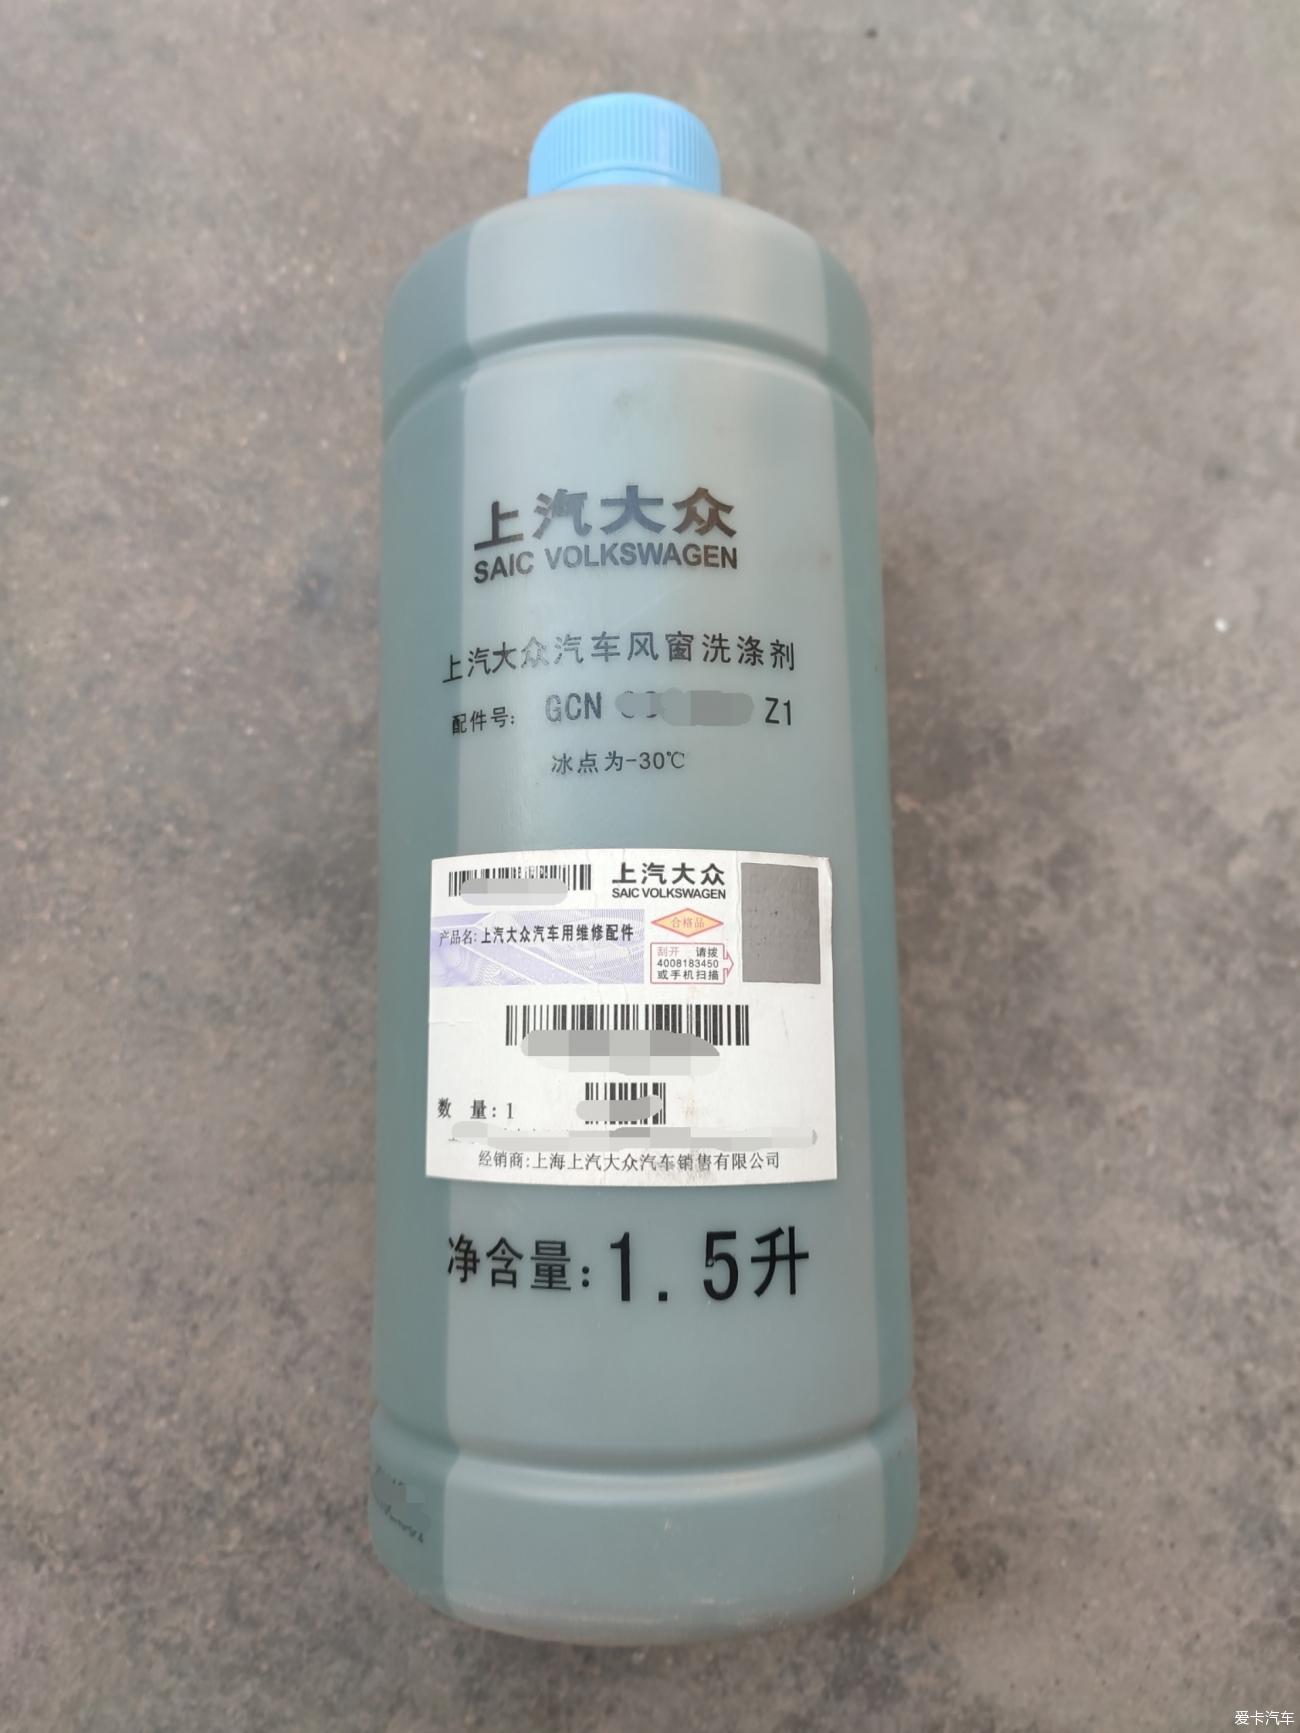 上汽大众
SAIC VOLKSWAGEN
上汽大众汽车风窗洗涤剂
配件号: GCN Z1
冰点为-30℃
上汽大众
SAIC VOLKSWAGEN
合格品
产品名: 上汽大众汽车用维修配件
刮开 请拨
4008183450
或手机扫描
数 量: 1
经销商: 上海上汽大众汽车销售有限公司
净含量: 1.5升
爱卡汽车